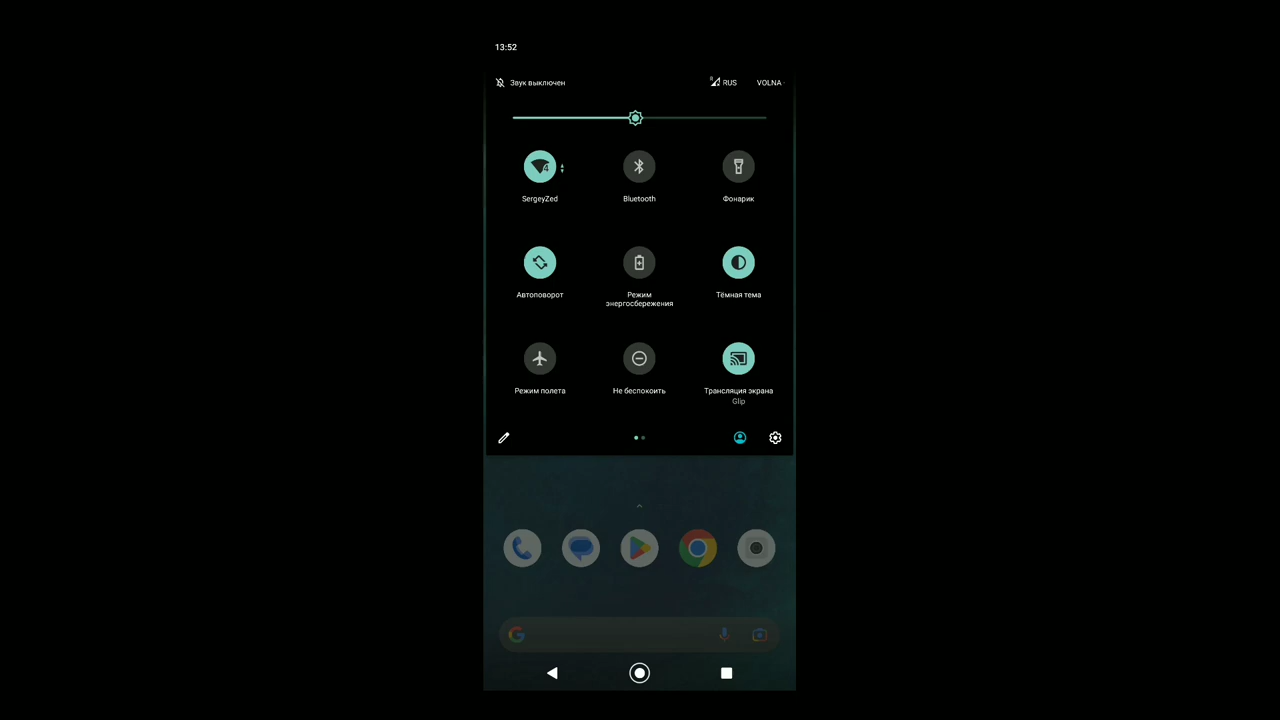 13:52
Звук выключен
R RUS VOLNA
4
SergeyZed Bluetooth Фонарик
Автоповорот Режим энергосбережения Тёмная тема
Режим полета Не беспокоить Трансляция экрана
Glip